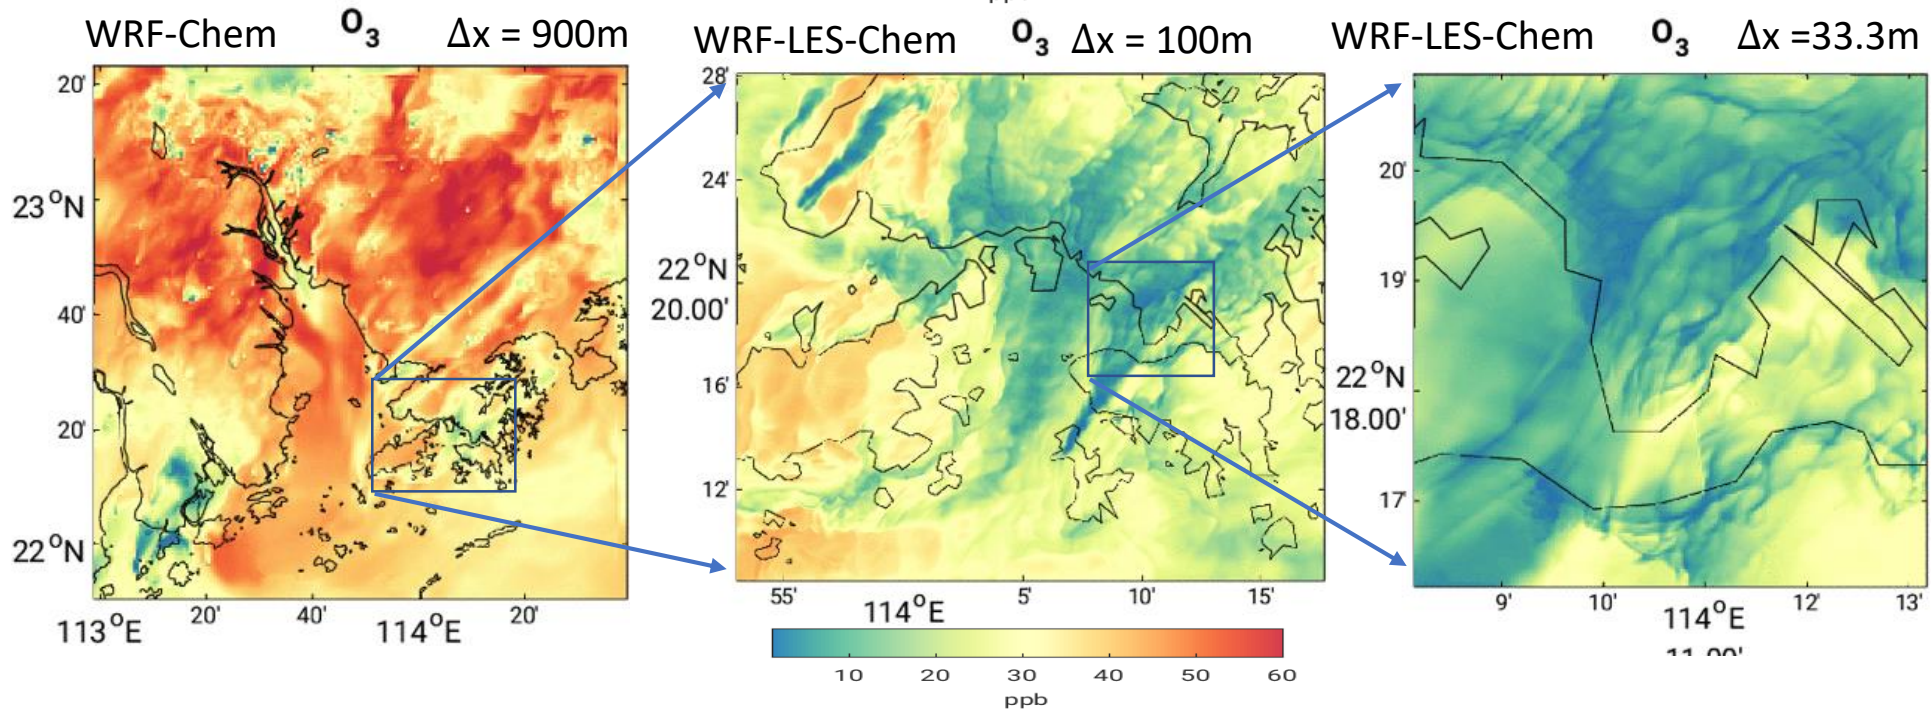 WRF-Chem O₃ Δx = 900m
WRF-LES-Chem O₃ Δx = 100m
WRF-LES-Chem O₃ Δx =33.3m
20'
23°N
40'
20'
22°N
113°E
20'
40'
114°E
20'
28'
24'
22°N
20.00'
16'
12'
55'
114°E
5'
10'
15'
20'
19'
22°N
18.00'
17'
9'
10'
114°E
12'
13'
10 20 30 40 50 60
ppb